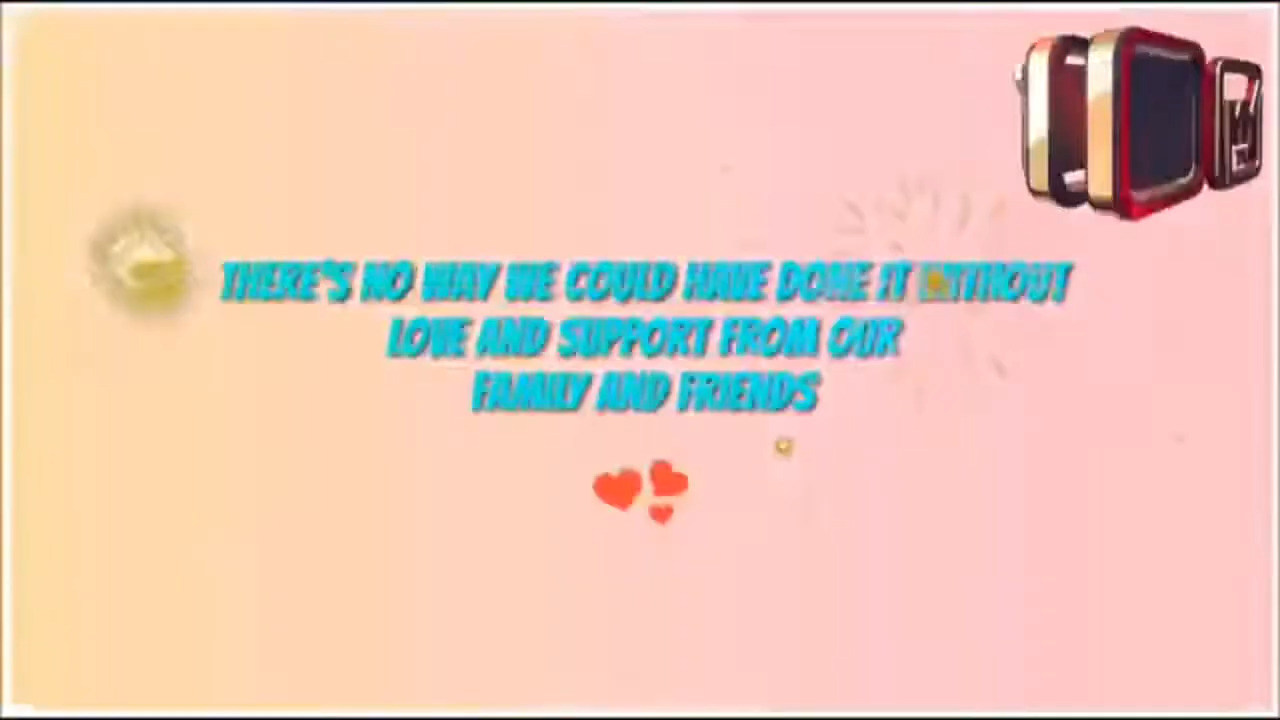 THERE'S NO WAY WE COULD HAVE DONE IT WITHOUT
LOVE AND SUPPORT FROM OUR
FAMILY AND FRIENDS